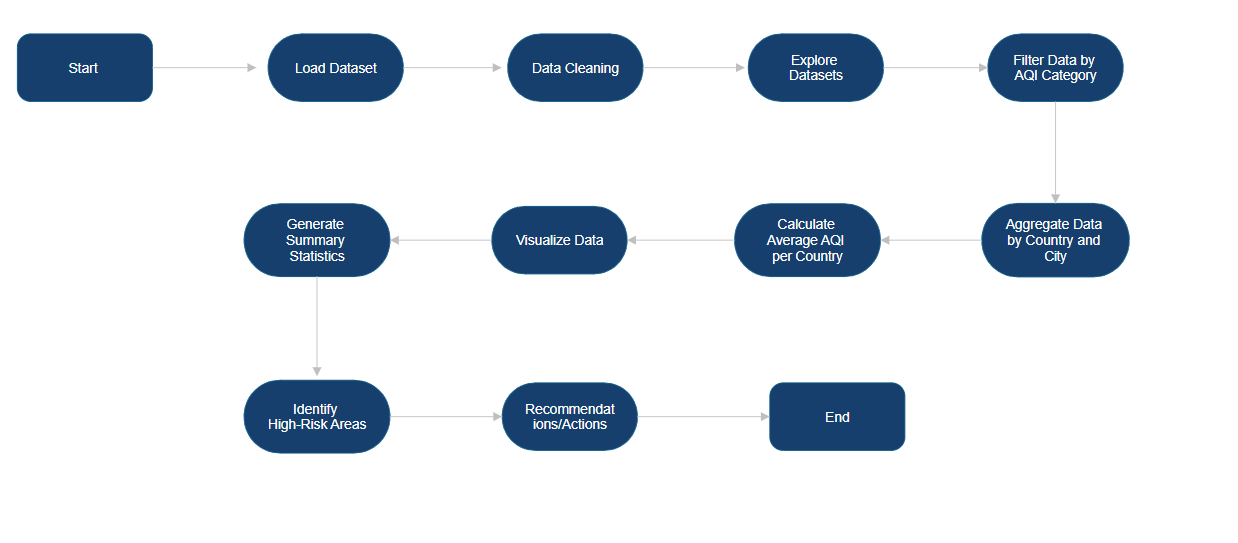 Start
Load Dataset
Data Cleaning
Explore
Datasets
Filter Data by
AQI Category
Generate
Summary
Statistics
Visualize Data
Calculate
Average AQI
per Country
Aggregate Data
by Country and
City
Identify
High-Risk Areas
Recommendat
ions/Actions
End